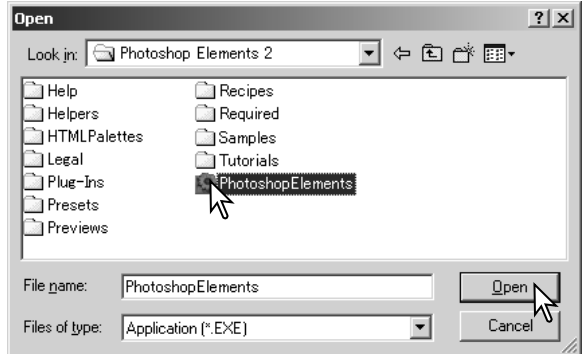 Open
Look in: Photoshop Elements 2
Help
Helpers
HTMLPalettes
Legal
Plug-Ins
Presets
Previews
Recipes
Required
Samples
Tutorials
PhotoshopElements
File name: PhotoshopElements Open
Files of type: Application (*.EXE) Cancel